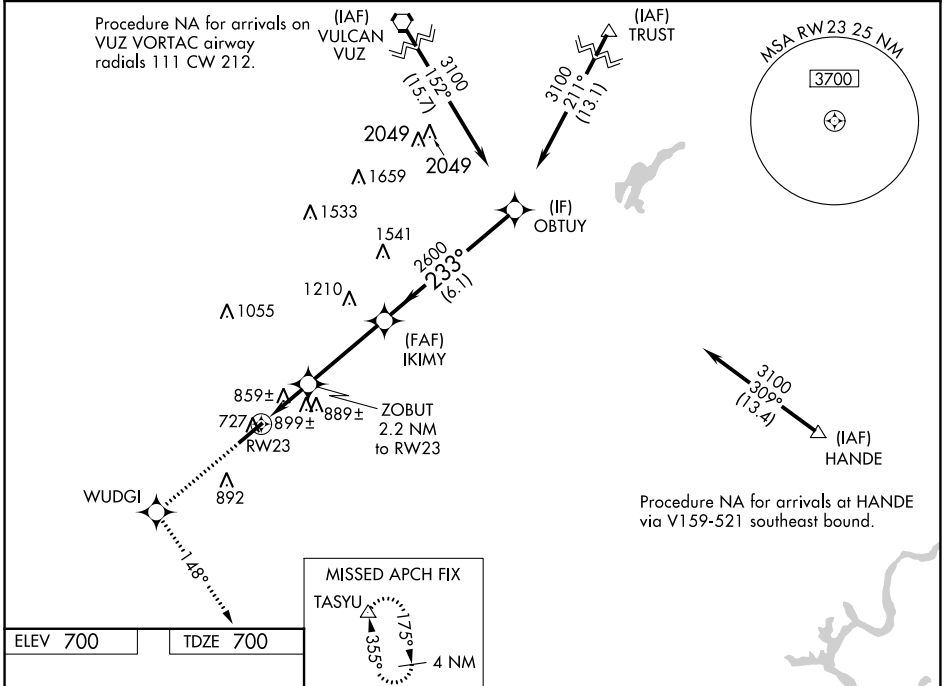 Procedure NA for arrivals on
VUZ VORTAC airway
radials 111 CW 212.
(IAF)
VULCAN
VUZ
3100
152°
(15.7)
(IAF)
TRUST
3100
211°
(13.1)
MSA RW23 25 NM
3700
2049
2049
1659
1533
1541
(IF)
OBTUY
2600
233°
(6.1)
1210
1055
(FAF)
IKIMY
859±
889±
899±
727
RW23
ZOBUT
2.2 NM
to RW23
3100
309°
(13.4)
(IAF)
HANDE
892
WUDGI
148°
Procedure NA for arrivals at HANDE
via V159-521 southeast bound.
MISSED APCH FIX
TASYU
175°
355°
4 NM
ELEV 700
TDZE 700